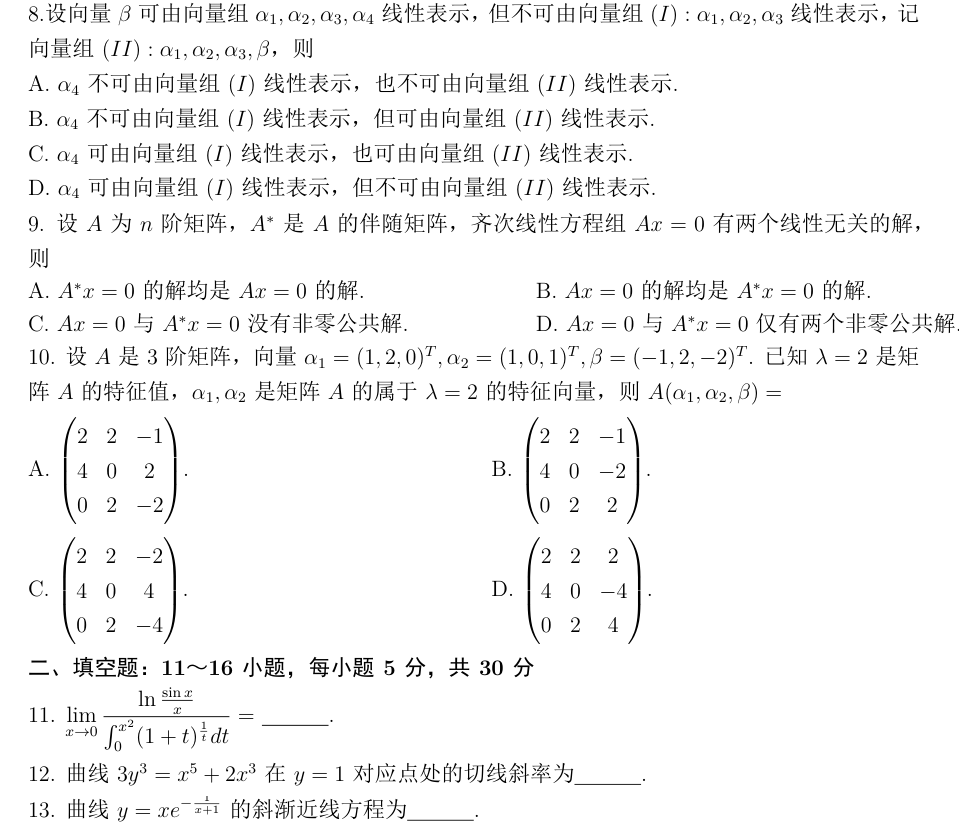 8.设向量 β 可由向量组 α₁, α₂, α₃, α₄ 线性表示，但不可由向量组 (I) : α₁, α₂, α₃ 线性表示，记
向量组 (II) : α₁, α₂, α₃, β，则
A. α₄ 不可由向量组 (I) 线性表示，也不可由向量组 (II) 线性表示.
B. α₄ 不可由向量组 (I) 线性表示，但可由向量组 (II) 线性表示.
C. α₄ 可由向量组 (I) 线性表示，也可由向量组 (II) 线性表示.
D. α₄ 可由向量组 (I) 线性表示，但不可由向量组 (II) 线性表示.
9. 设 A 为 n 阶矩阵，A* 是 A 的伴随矩阵，齐次线性方程组 Ax = 0 有两个线性无关的解，
则
A. A*x = 0 的解均是 Ax = 0 的解. B. Ax = 0 的解均是 A*x = 0 的解.
C. Ax = 0 与 A*x = 0 没有非零公共解. D. Ax = 0 与 A*x = 0 仅有两个非零公共解.
10. 设 A 是 3 阶矩阵，向量 α₁ = (1, 2, 0)ᵀ, α₂ = (1, 0, 1)ᵀ, β = (−1, 2, −2)ᵀ. 已知 λ = 2 是矩
阵 A 的特征值，α₁, α₂ 是矩阵 A 的属于 λ = 2 的特征向量，则 A(α₁, α₂, β) =
2 2 −1 2 2 −1
A. 4 0 2 . B. 4 0 −2 .
0 2 −2 0 2 2
2 2 −2 2 2 2
C. 4 0 4 . D. 4 0 −4 .
0 2 −4 0 2 4
二、填空题：11～16 小题，每小题 5 分，共 30 分
11. lim_{x→0} \frac{\ln \frac{\sin x}{x}}{\int_0^{x^2} (1 + t)^{\frac{1}{t}} dt} = ______.
12. 曲线 3y³ = x⁵ + 2x³ 在 y = 1 对应点处的切线斜率为______.
13. 曲线 y = xe^{-\frac{1}{x+1}} 的斜渐近线方程为______.